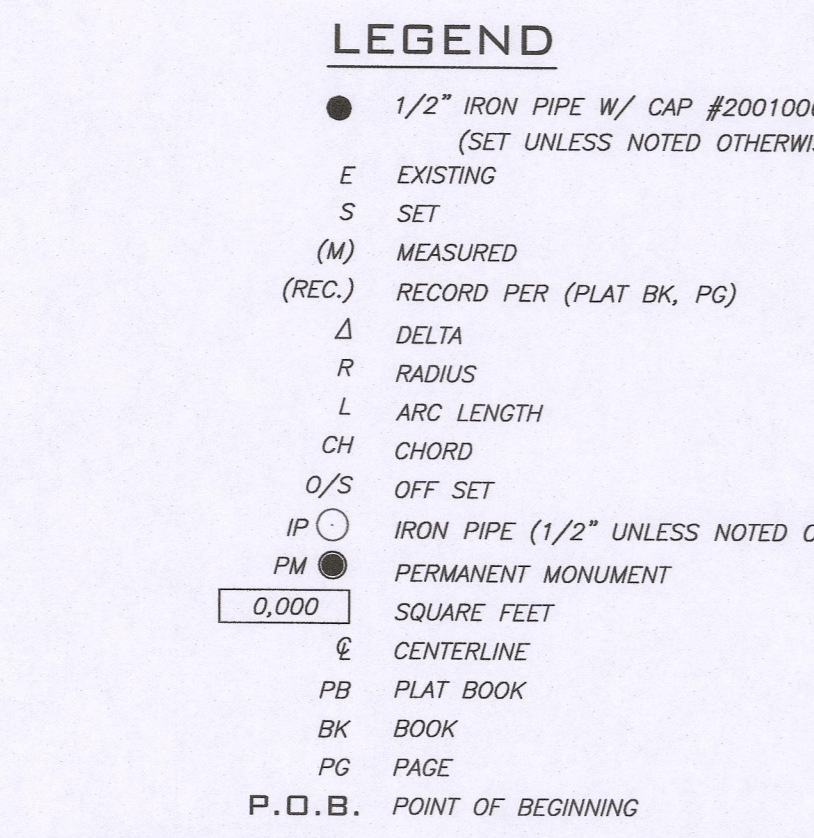 LEGEND
● 1/2" IRON PIPE W/ CAP
(SET UNLESS NOTED
E EXISTING
S SET
(M) MEASURED
(REC.) RECORD PER (PLAT BK, PG)
Δ DELTA
R RADIUS
L ARC LENGTH
CH CHORD
O/S OFF SET
IP IRON PIPE (1/2" UNLESS NOTED
PM PERMANENT MONUMENT
0,000 SQUARE FEET
℄ CENTERLINE
PB PLAT BOOK
BK BOOK
PG PAGE
P.O.B. POINT OF BEGINNING